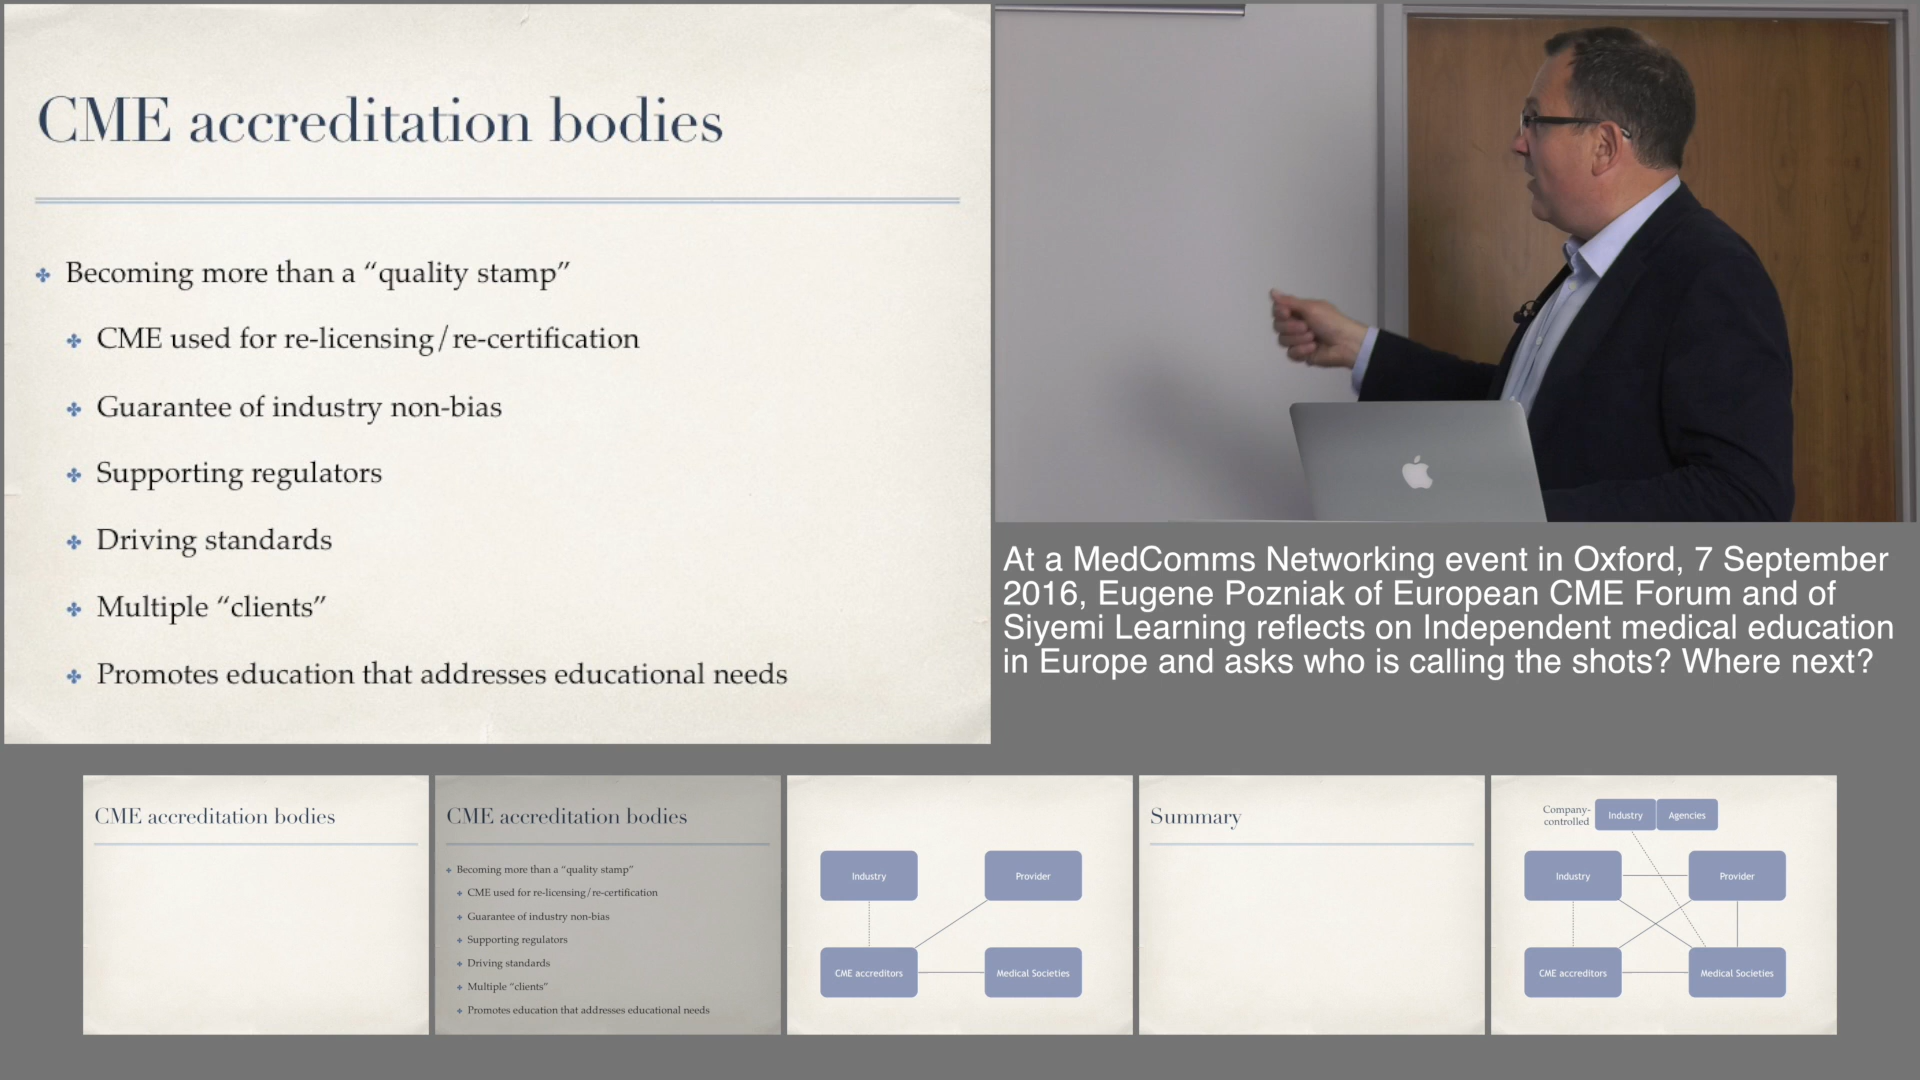 CME accreditation bodies
Becoming more than a “quality stamp”
CME used for re-licensing/re-certification
Guarantee of industry non-bias
Supporting regulators
Driving standards
Multiple “clients”
Promotes education that addresses educational needs
At a MedComms Networking event in Oxford, 7 September
2016, Eugene Pozniak of European CME Forum and of
Siyemi Learning reflects on Independent medical education
in Europe and asks who is calling the shots? Where next?
CME accreditation bodies
CME accreditation bodies
Becoming more than a “quality stamp”
CME used for re-licensing/re-certification
Guarantee of industry non-bias
Supporting regulators
Driving standards
Multiple “clients”
Promotes education that addresses educational needs
Industry
Provider
CME accreditors
Medical Societies
Summary
Company-
controlled
Industry
Agencies
Industry
Provider
CME accreditors
Medical Societies